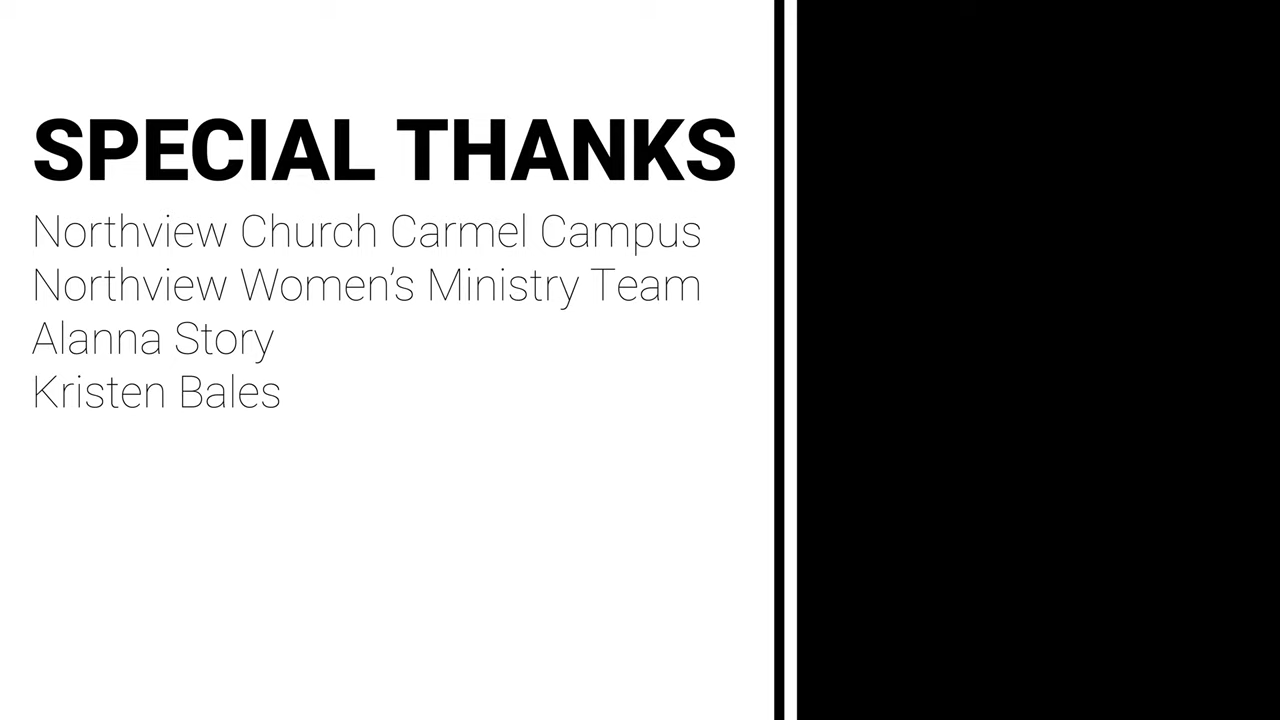 SPECIAL THANKS
Northview Church Carmel Campus
Northview Women’s Ministry Team
Alanna Story
Kristen Bales